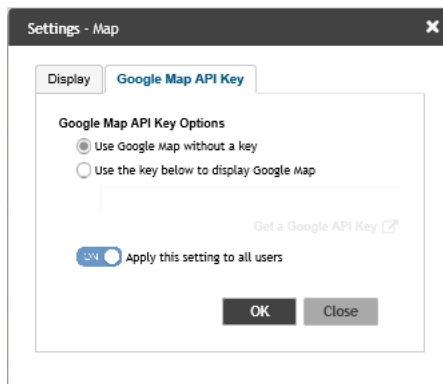 Settings - Map
Display
Google Map API Key
Google Map API Key Options
Use Google Map without a key
Use the key below to display Google Map
Get a Google API Key
ON
Apply this setting to all users
OK
Close